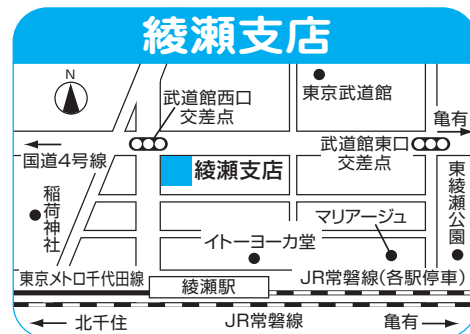 綾瀬支店
N
武道館西口
交差点
東京武道館
亀有
国道4号線
武道館東口
交差点
綾瀬支店
稲荷神社
東綾瀬公園
マリアージュ
イトーヨーカ堂
東京メトロ千代田線
綾瀬駅
JR常磐線(各駅停車)
北千住
JR常磐線
亀有